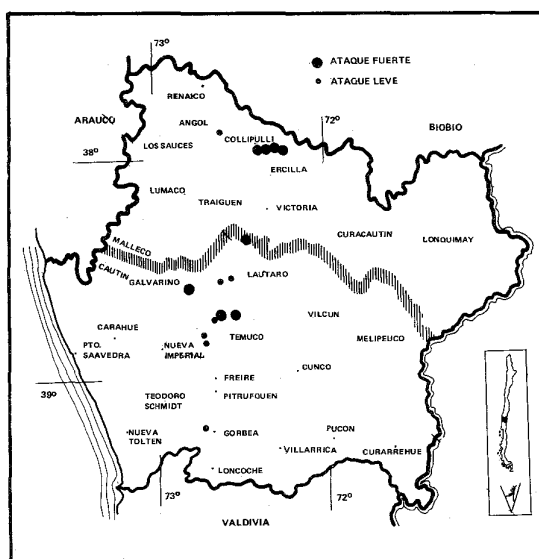 73°
ATAQUE FUERTE
ATAQUE LEVE
RENAICO
ARAUCO
ANGOL
72°
BIOBIO
LOS SAUCES
COLLIPULLI
38°
ERCILLA
LUMACO
TRAIGUEN
VICTORIA
CURACAUTIN
LONQUIMAY
MALLECO
CAUTIN
GALVARINO
LAUTARO
VILCUN
CARAHUE
TEMUCO
MELIPEUCO
PTO. SAAVEDRA
NUEVA IMPERIAL
CUNCO
39°
FREIRE
TEODORO SCHMIDT
PITRUFQUEN
NUEVA TOLTEN
GORBEA
PUCON
VILLARRICA
CURARREHUE
LONCOCHE
73°
72°
VALDIVIA